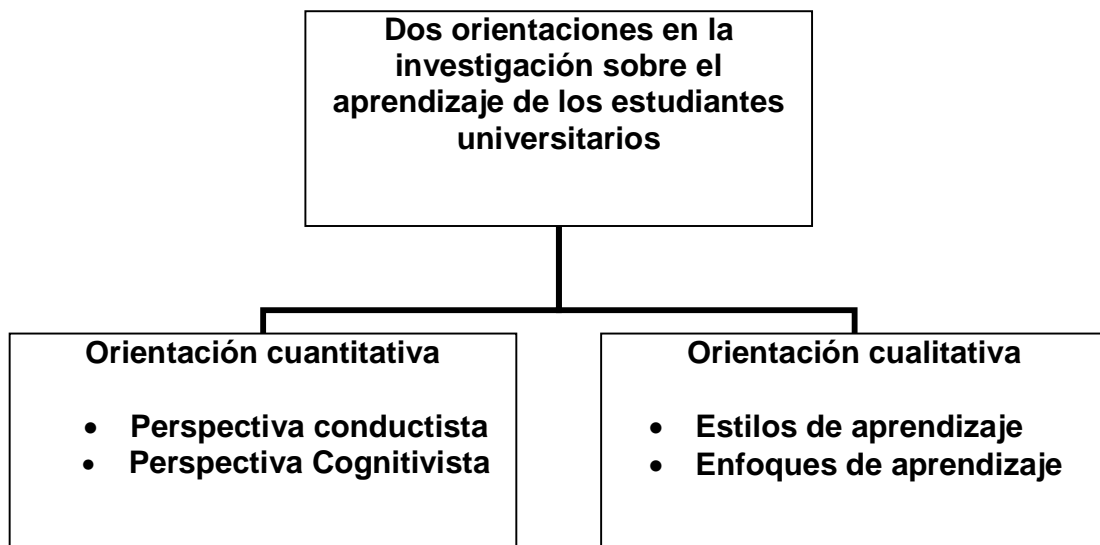 Dos orientaciones en la
investigación sobre el
aprendizaje de los estudiantes
universitarios
Orientación cuantitativa
• Perspectiva conductista
• Perspectiva Cognitivista
Orientación cualitativa
• Estilos de aprendizaje
• Enfoques de aprendizaje